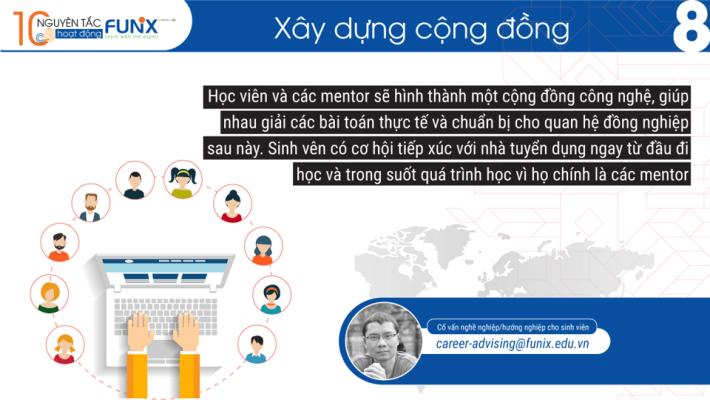 10 NGUYÊN TẮC
hoạt động
FUNiX
Learn with the expert
Xây dựng cộng đồng
8
Học viên và các mentor sẽ hình thành một cộng đồng công nghệ, giúp
nhau giải các bài toán thực tế và chuẩn bị cho quan hệ đồng nghiệp
sau này. Sinh vên có cơ hội tiếp xúc với nhà tuyển dụng ngay từ đầu đi
học và trong suốt quá trình học vì họ chính là các mentor
Cố vấn nghề nghiệp/hướng nghiệp cho sinh viên
career-advising@funix.edu.vn